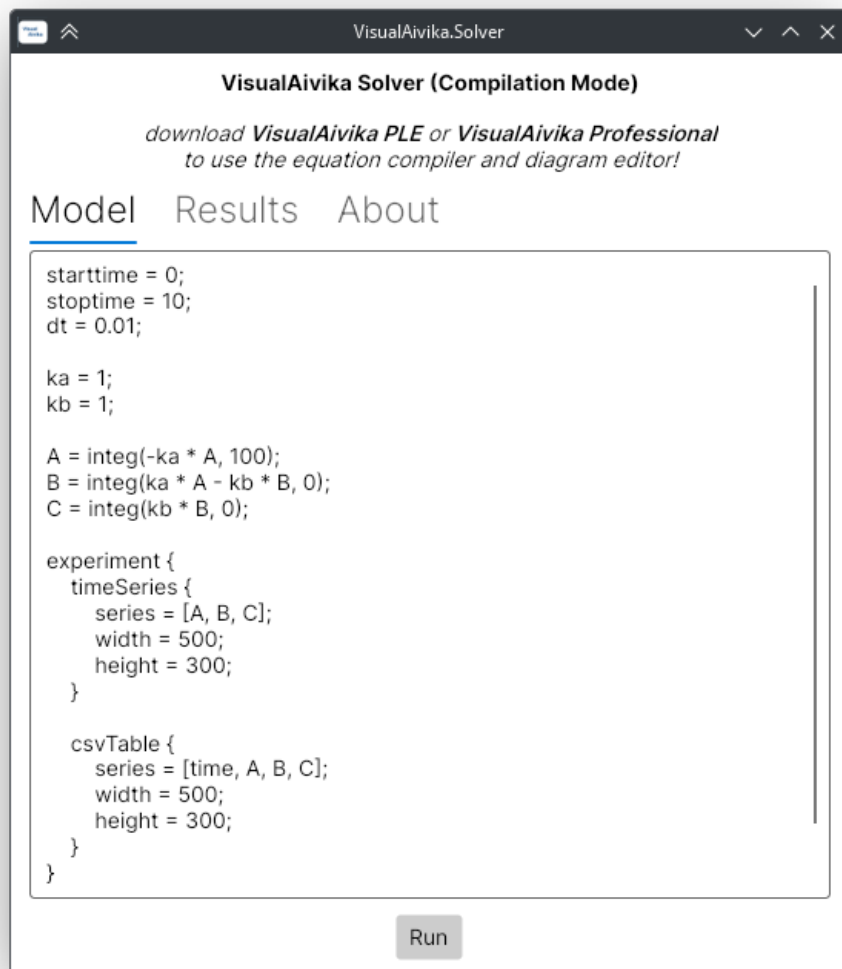 VisualAivika.Solver
VisualAivika Solver (Compilation Mode)
download VisualAivika PLE or VisualAivika Professional
to use the equation compiler and diagram editor!
Model Results About
starttime = 0;
stoptime = 10;
dt = 0.01;
ka = 1;
kb = 1;
A = integ(-ka * A, 100);
B = integ(ka * A - kb * B, 0);
C = integ(kb * B, 0);
experiment {
timeSeries {
series = [A, B, C];
width = 500;
height = 300;
}
csvTable {
series = [time, A, B, C];
width = 500;
height = 300;
}
}
Run